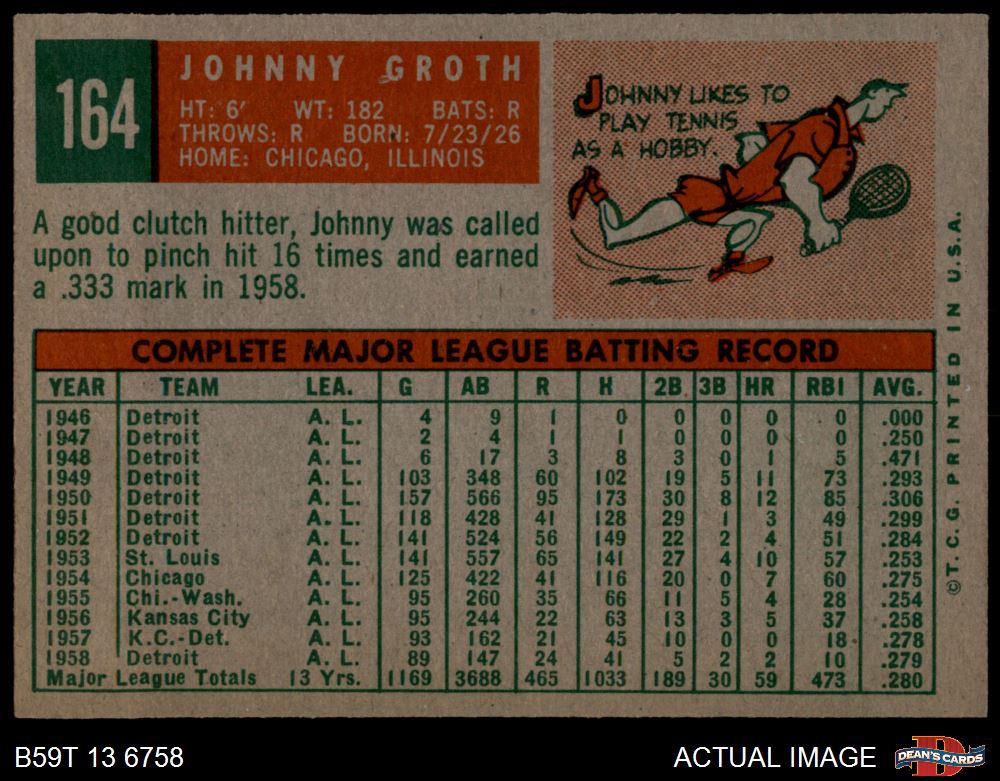 164
JOHNNY GROTH
HT: 6' WT: 182 BATS: R
THROWS: R BORN: 7/23/26
HOME: CHICAGO, ILLINOIS
JOHNNY LIKES TO
PLAY TENNIS
AS A HOBBY.
A good clutch hitter, Johnny was called
upon to pinch hit 16 times and earned
a .333 mark in 1958.
COMPLETE MAJOR LEAGUE BATTING RECORD
YEAR TEAM LEA. G AB R H 2B 3B HR RBI AVG.
1946 Detroit A. L. 4 9 1 0 0 0 0 0 .000
1947 Detroit A. L. 2 4 1 1 0 0 0 0 .250
1948 Detroit A. L. 6 17 3 8 3 0 1 5 .471
1949 Detroit A. L. 103 348 60 102 19 5 11 73 .293
1950 Detroit A. L. 157 566 95 173 30 8 12 85 .306
1951 Detroit A. L. 118 428 41 128 29 1 3 49 .299
1952 Detroit A. L. 141 524 56 149 22 2 4 51 .284
1953 St. Louis A. L. 141 557 65 141 27 4 10 57 .253
1954 Chicago A. L. 125 422 41 116 20 0 7 60 .275
1955 Chi.-Wash. A. L. 95 260 35 66 11 5 4 28 .254
1956 Kansas City A. L. 95 244 22 63 13 3 5 37 .258
1957 K.C.-Det. A. L. 93 162 21 45 10 0 0 18 .278
1958 Detroit A. L. 89 147 24 41 5 2 2 10 .279
Major League Totals 13 Yrs. 1169 3688 465 1033 189 30 59 473 .280
©T. C. G. PRINTED IN U.S.A.
B59T 13 6758
ACTUAL IMAGE
D
DEAN'S CARDS